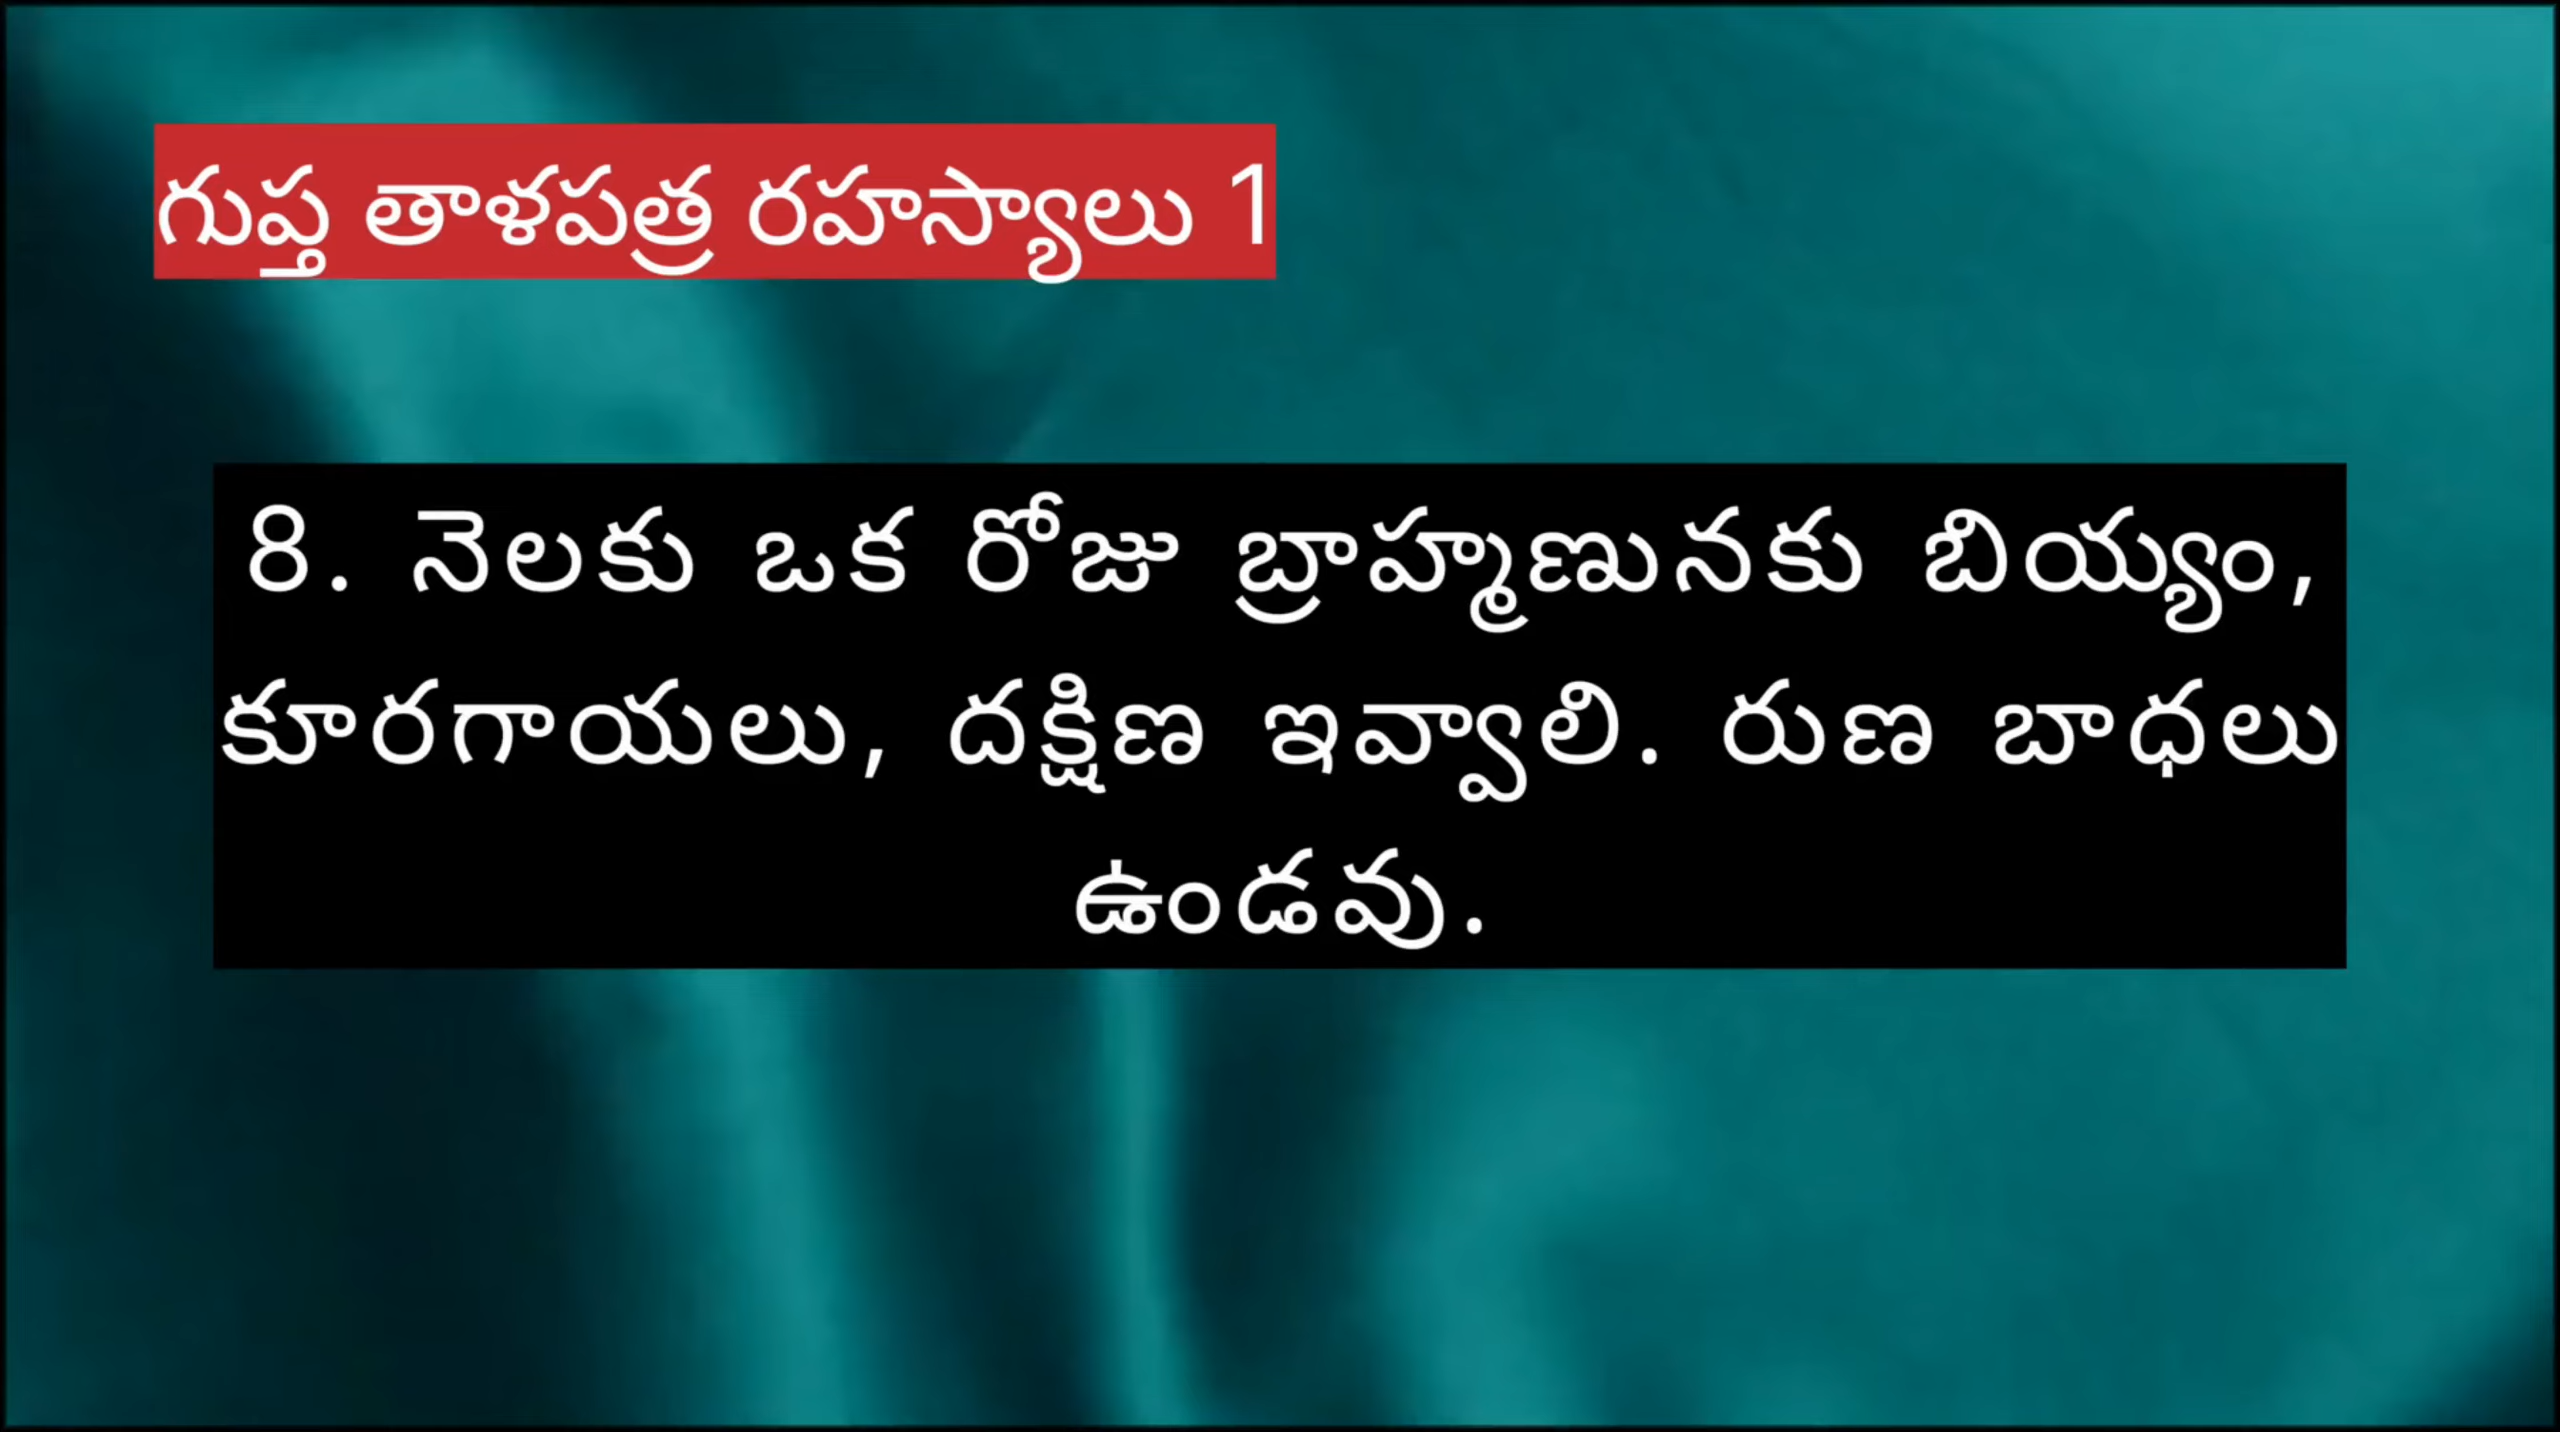 గుప్త తాళపత్ర రహస్యాలు 1
8. నెలకు ఒక రోజు బ్రాహ్మణునకు బియ్యం,
కూరగాయలు, దక్షిణ ఇవ్వాలి. రుణ బాధలు
ఉండవు.